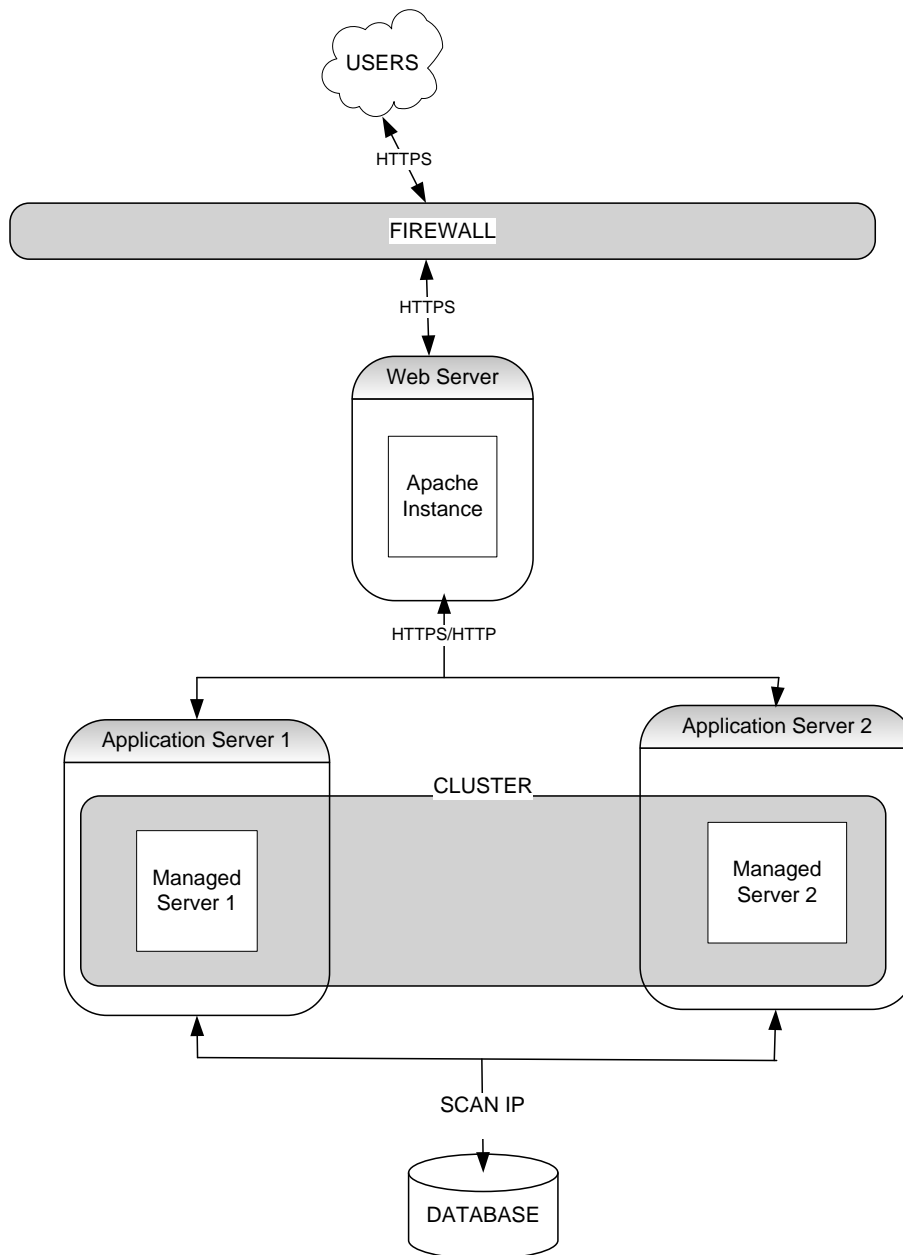 USERS
HTTPS
FIREWALL
HTTPS
Web Server
Apache
Instance
HTTPS/HTTP
Application Server 1
Application Server 2
CLUSTER
Managed
Server 1
Managed
Server 2
SCAN IP
DATABASE